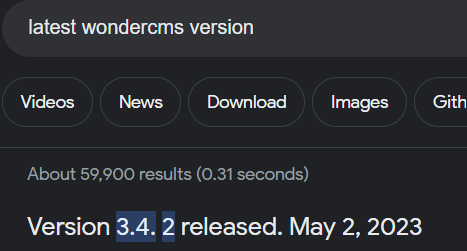 latest wondercms version
Videos News Download Images Gith
About 59,900 results (0.31 seconds)
Version 3.4. 2 released. May 2, 2023